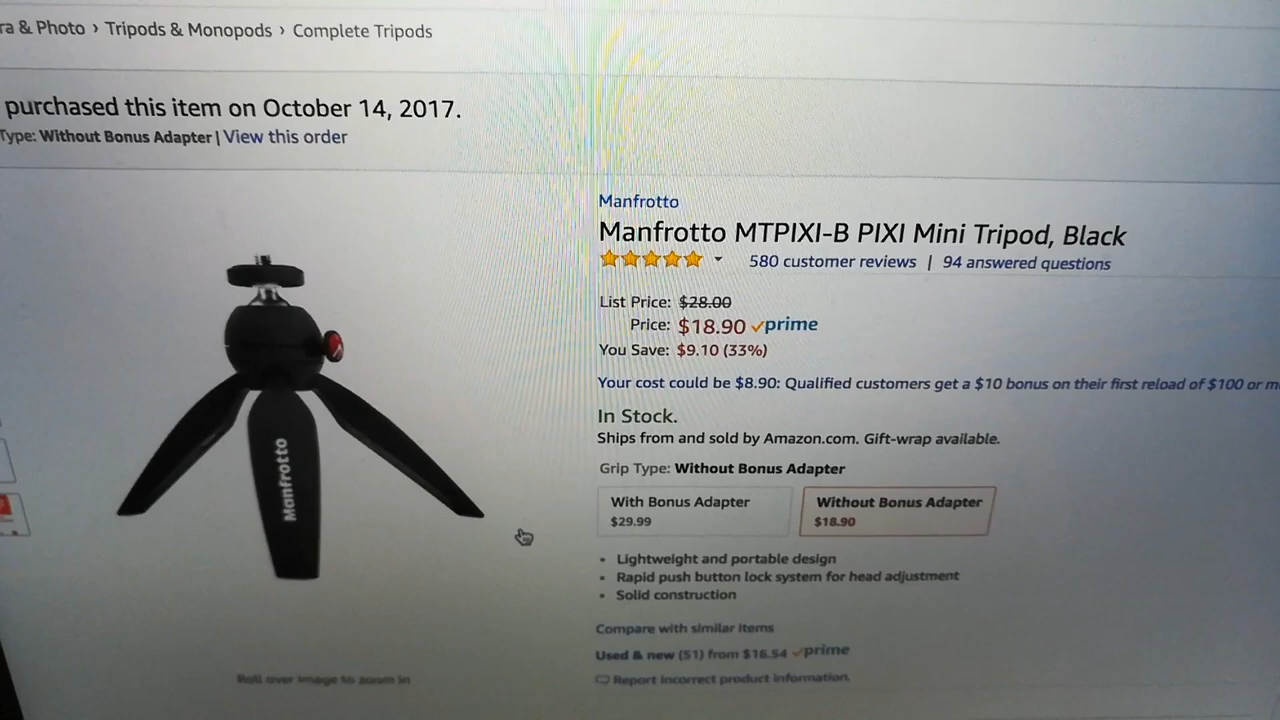 ra & Photo › Tripods & Monopods › Complete Tripods
purchased this item on October 14, 2017.
Type: Without Bonus Adapter | View this order
Manfrotto
Manfrotto MTPIXI-B PIXI Mini Tripod, Black
580 customer reviews | 94 answered questions
List Price: $28.00
Price: $18.90 prime
You Save: $9.10 (33%)
Your cost could be $8.90: Qualified customers get a $10 bonus on their first reload of $100 or m
In Stock.
Ships from and sold by Amazon.com. Gift-wrap available.
Grip Type: Without Bonus Adapter
With Bonus Adapter
$29.99
Without Bonus Adapter
$18.90
• Lightweight and portable design
• Rapid push button lock system for head adjustment
• Solid construction
Compare with similar items
Used & new (51) from $16.54 prime
Report incorrect product information.
Manfrotto
Roll over image to zoom in